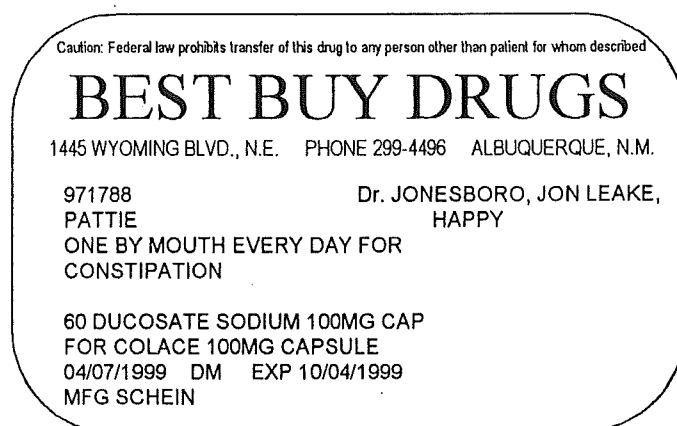 Caution: Federal law prohibits transfer of this drug to any person other than patient for whom described
BEST BUY DRUGS
1445 WYOMING BLVD., N.E. PHONE 299-4496 ALBUQUERQUE, N.M.
971788 Dr. JONESBORO, JON LEAKE,
PATTIE HAPPY
ONE BY MOUTH EVERY DAY FOR
CONSTIPATION
60 DUCOSATE SODIUM 100MG CAP
FOR COLACE 100MG CAPSULE
04/07/1999 DM EXP 10/04/1999
MFG SCHEIN